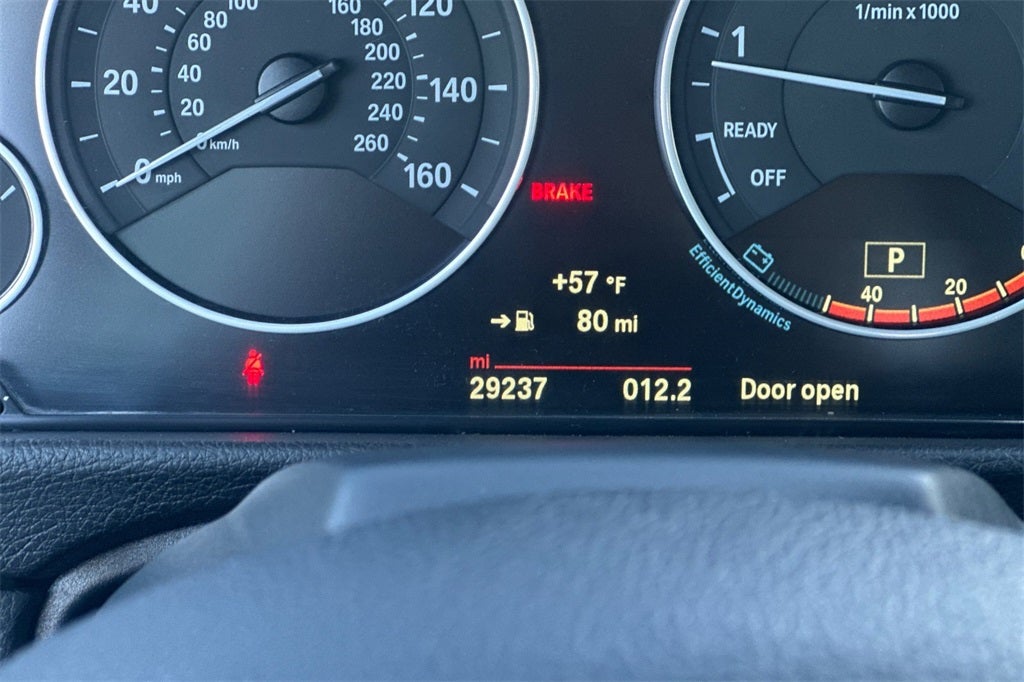 40 80 100 160 120
60 180
20 40 200
20 220 140
0 240
0 mph km/h 260 160
BRAKE
+57 °F
80 mi
mi
29237 012.2
1/min x 1000
1
READY
OFF
EfficientDynamics
P
40 20
Door open